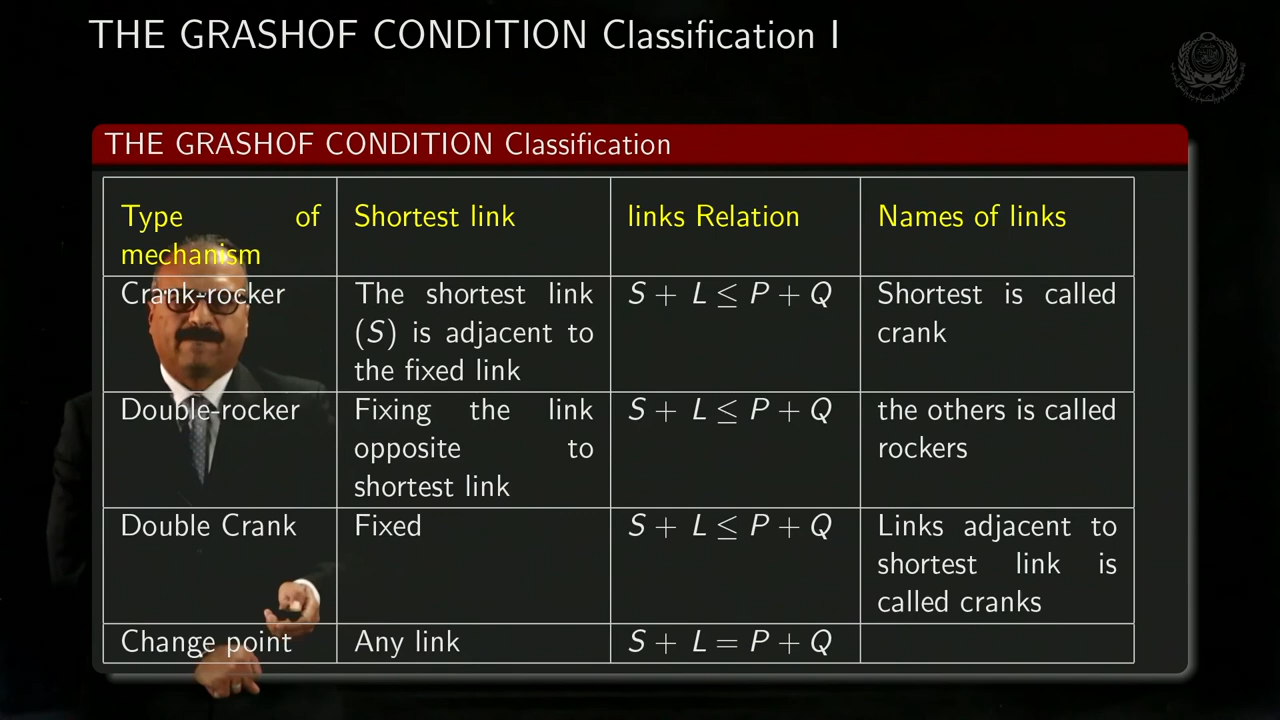 THE GRASHOF CONDITION Classification I
THE GRASHOF CONDITION Classification
Type of
mechanism
Shortest link
links Relation
Names of links
Crank-rocker
The shortest link
(S) is adjacent to
the fixed link
S + L ≤ P + Q
Shortest is called
crank
Double-rocker
Fixing the link
opposite to
shortest link
S + L ≤ P + Q
the others is called
rockers
Double Crank
Fixed
S + L ≤ P + Q
Links adjacent to
shortest link is
called cranks
Change point
Any link
S + L = P + Q